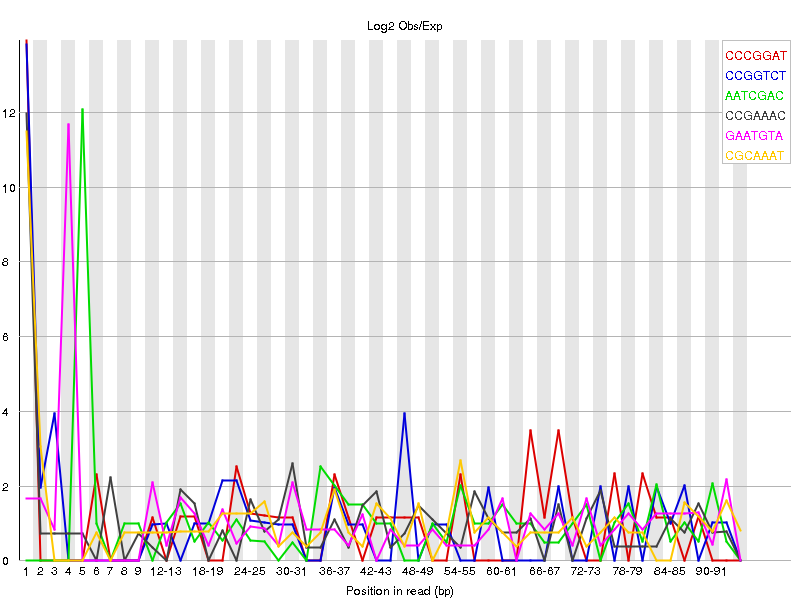 Log2 Obs/Exp
CCCGGAT
CCGGTCT
AATCGAC
CCGAAAC
GAATGTA
CGCAAAT
12
10
8
6
4
2
0
1 2 3 4 5 6 7 8 9 12-13 18-19 24-25 30-31 36-37 42-43 48-49 54-55 60-61 66-67 72-73 78-79 84-85 90-91
Position in read (bp)